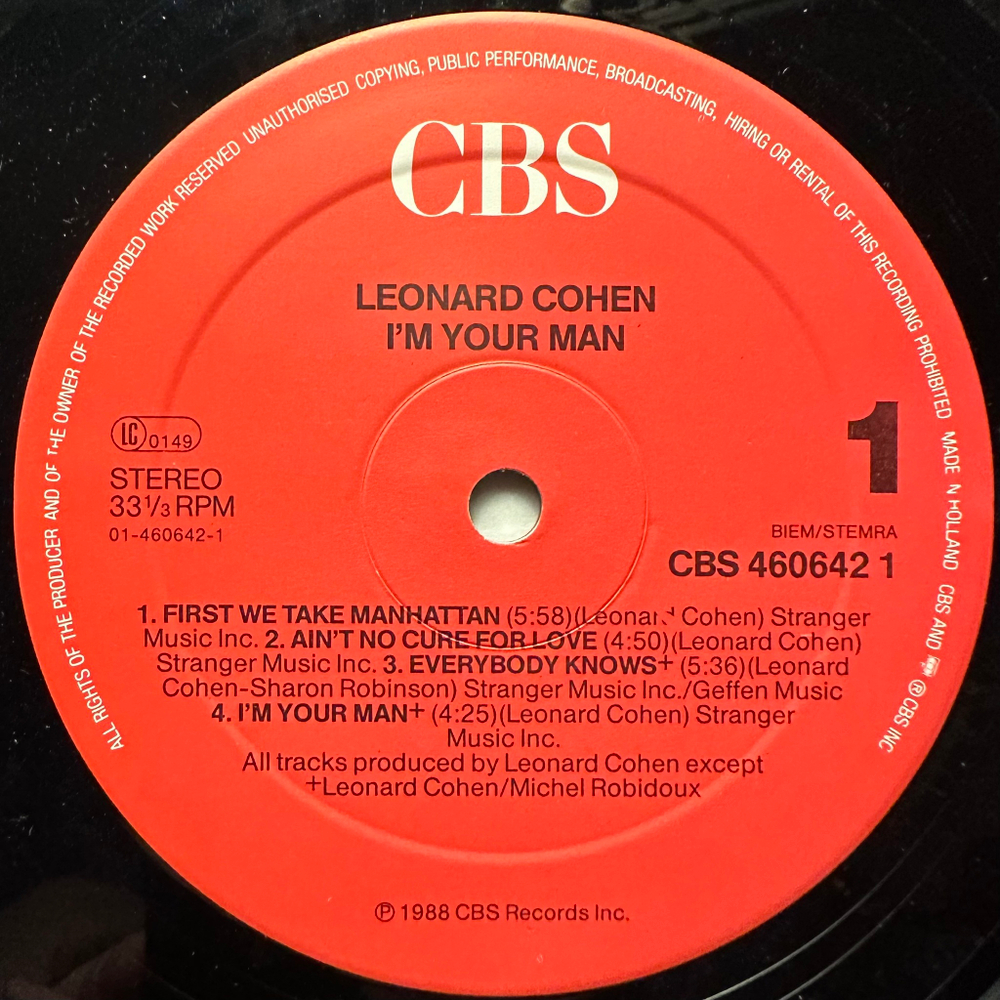 ALL RIGHTS OF THE PRODUCER AND OF THE OWNER OF THE RECORDED WORK RESERVED UNAUTHORISED COPYING, PUBLIC PERFORMANCE, BROADCASTING, HIRING OR RENTAL OF THIS RECORDING PROHIBITED MADE N HOLLAND CBS AND ℗ CBS INC
CBS
LEONARD COHEN
I'M YOUR MAN
LC 0149
STEREO
33⅓ RPM
01-460642-1
1
BIEM/STEMRA
CBS 460642 1
1. FIRST WE TAKE MANHATTAN (5:58)(Leonard Cohen) Stranger
Music Inc. 2. AIN'T NO CURE FOR LOVE (4:50)(Leonard Cohen)
Stranger Music Inc. 3. EVERYBODY KNOWS+ (5:36)(Leonard
Cohen-Sharon Robinson) Stranger Music Inc./Geffen Music
4. I'M YOUR MAN+ (4:25)(Leonard Cohen) Stranger
Music Inc.
All tracks produced by Leonard Cohen except
+Leonard Cohen/Michel Robidoux
℗ 1988 CBS Records Inc.